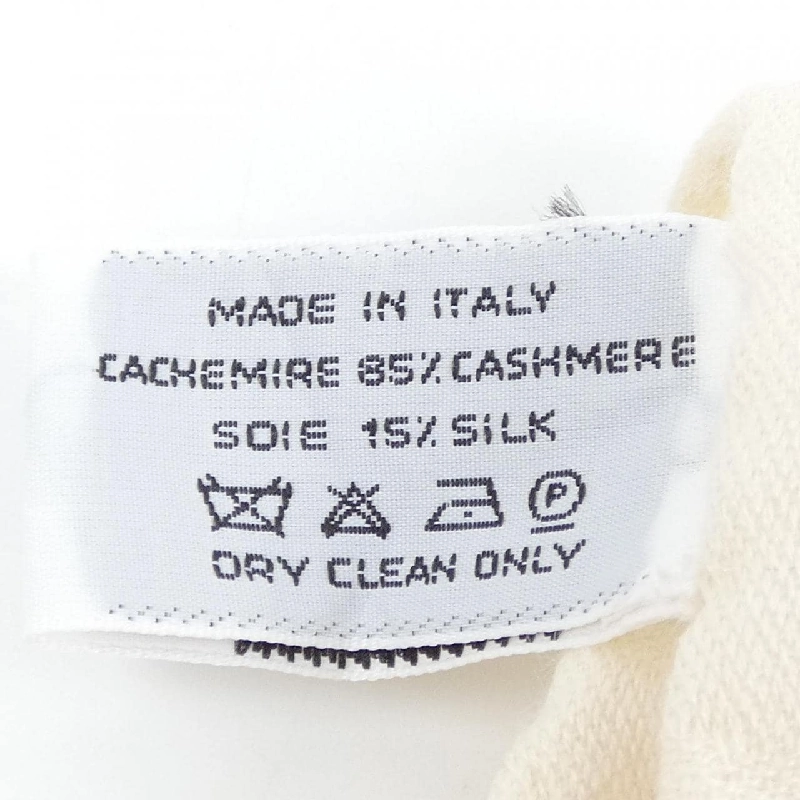 MADE IN ITALY
CACHEMIRE 85% CASHMERE
SOIE 15% SILK
P
DRY CLEAN ONLY